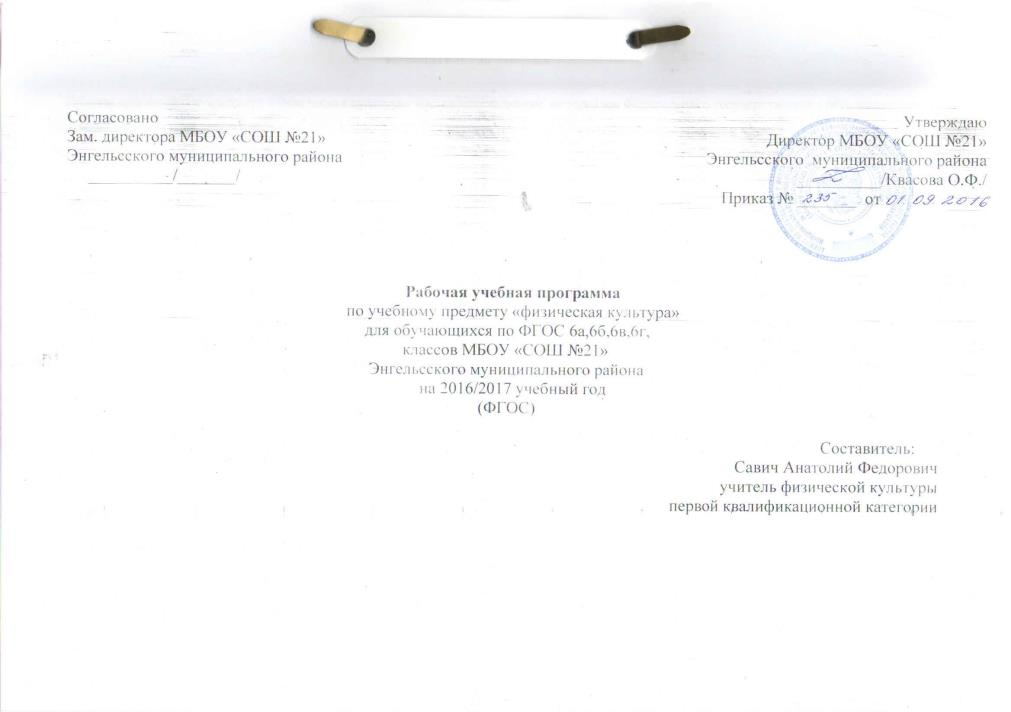 Согласовано
Зам. директора МБОУ «СОШ №21»
Энгельсского муниципального района
__________ /_______/
Утверждаю
Директор МБОУ «СОШ №21»
Энгельсского муниципального района
__________/Квасова О.Ф./
Приказ № 235 от 01.09.2016
Рабочая учебная программа
по учебному предмету «физическая культура»
для обучающихся по ФГОС 6а,6б,6в,6г,
классов МБОУ «СОШ №21»
Энгельсского муниципального района
на 2016/2017 учебный год
(ФГОС)
Составитель:
Савич Анатолий Федорович
учитель физической культуры
первой квалификационной категории